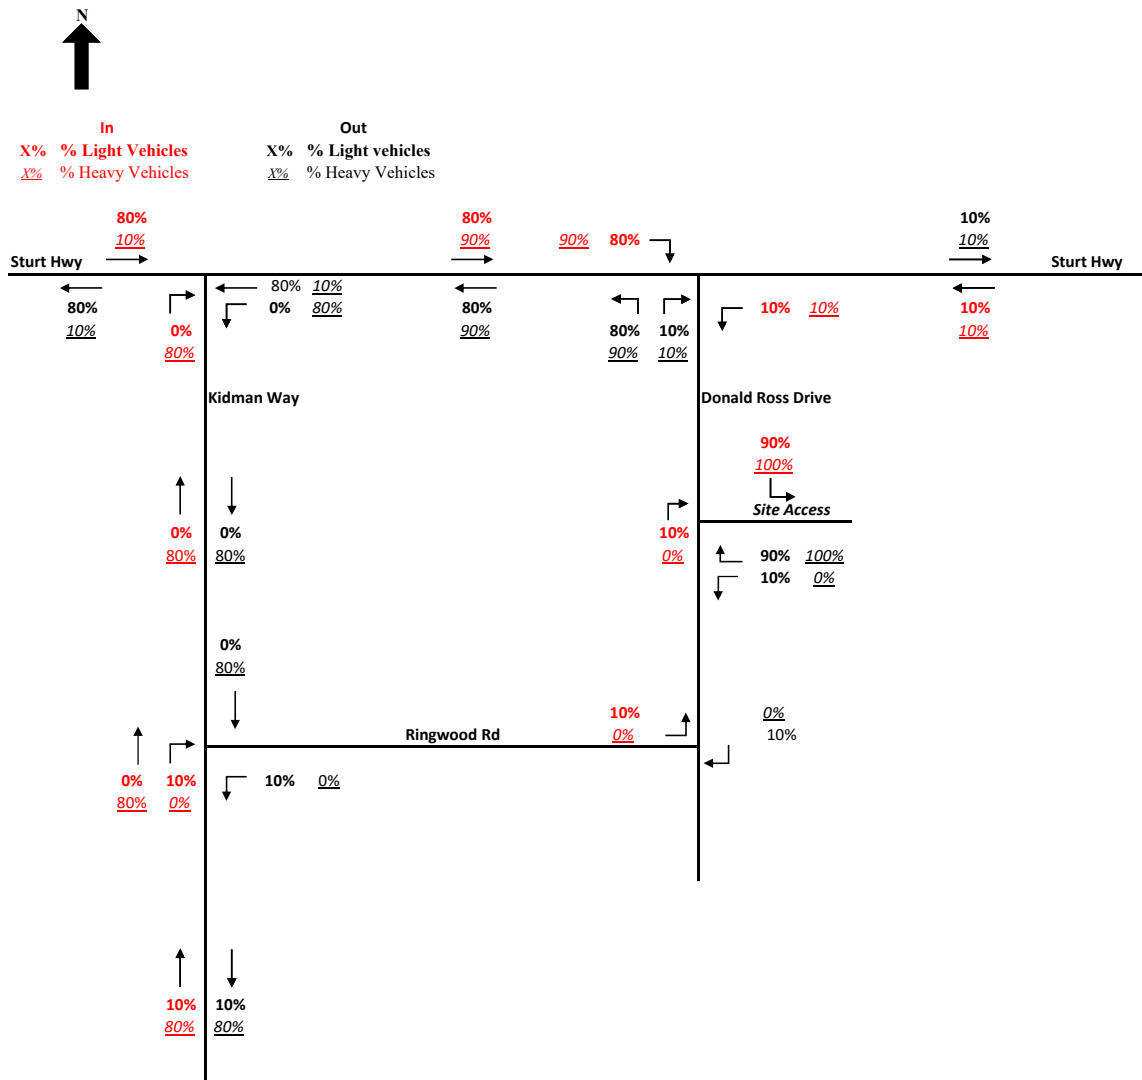 N
In Out
X% % Light Vehicles X% % Light vehicles
X% % Heavy Vehicles X% % Heavy Vehicles
80% 80% 10%
10% 90% 90% 80% 10%
Sturt Hwy Sturt Hwy
80% 10%
80% 0% 80% 80% 10% 10% 10%
10% 0% 80% 10% 10%
80% 90% 90% 10% 10%
Kidman Way Donald Ross Drive
90%
100%
Site Access
0% 0% 10%
80% 80% 0% 90% 100%
10% 0%
0%
80%
10% 0%
Ringwood Rd 0% 10%
0% 10% 10% 0%
80% 0%
10% 10%
80% 80%